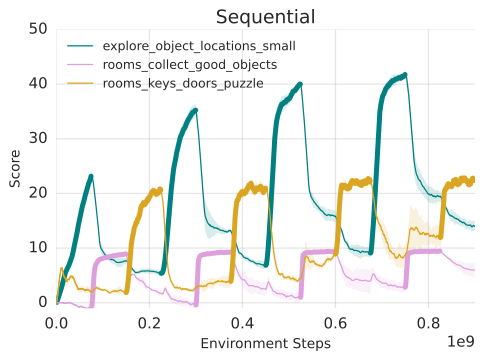 Sequential
50
40
30
20
10
0
Score
explore_object_locations_small
rooms_collect_good_objects
rooms_keys_doors_puzzle
0.0 0.2 0.4 0.6 0.8
1e9
Environment Steps